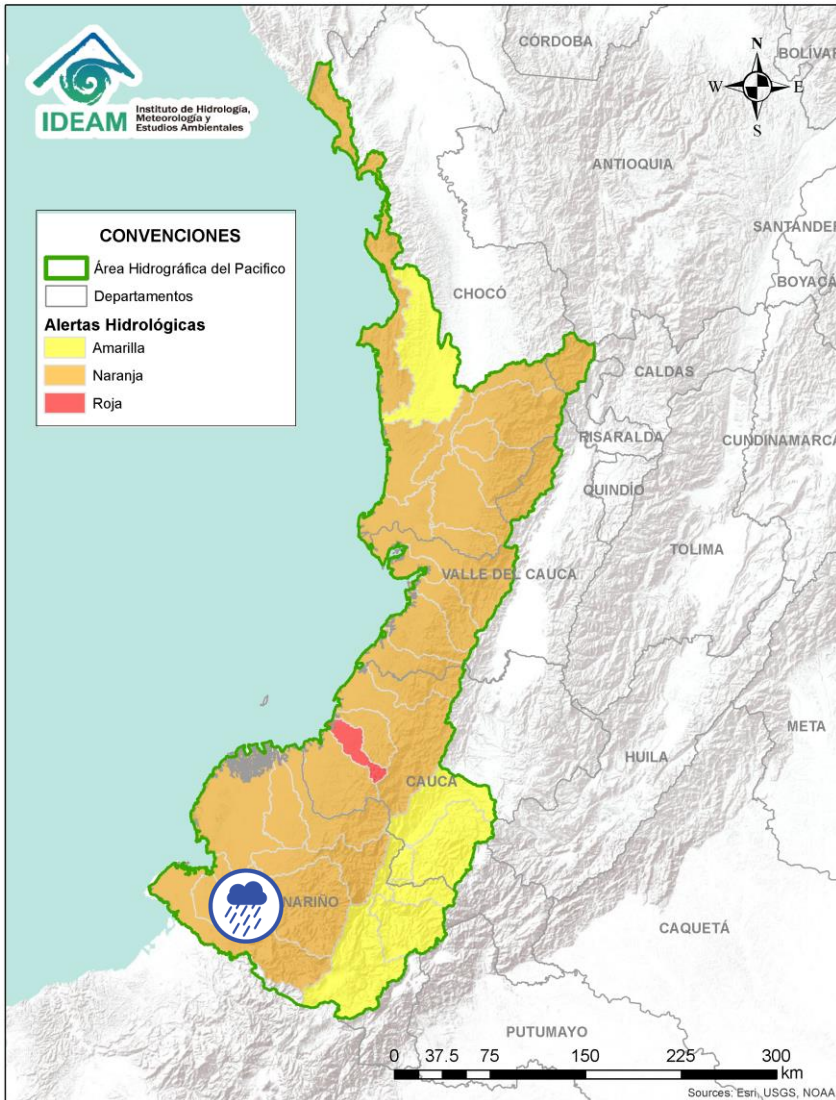 CÓRDOBA
BOLÍVAR
N
W E
S
IDEAM
Instituto de Hidrología,
Meteorología y
Estudios Ambientales
ANTIOQUIA
SANTANDER
CONVENCIONES
Área Hidrográfica del Pacifico
Departamentos
Alertas Hidrológicas
Amarilla
Naranja
Roja
BOYACÁ
CHOCÓ
CALDAS
RISARALDA
CUNDINAMARCA
QUINDÍO
TOLIMA
VALLE DEL CAUCA
META
HUILA
CAUCA
NARIÑO
CAQUETÁ
PUTUMAYO
0 37.5 75 150 225 300
km
Sources: Esri, USGS, NOAA